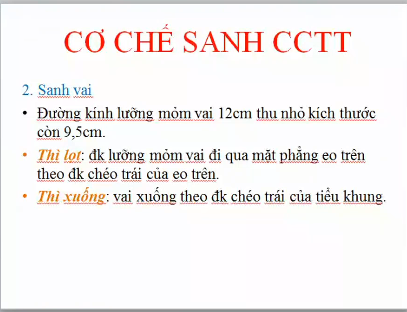 CƠ CHẾ SANH CCTT
2. Sanh vai
• Đường kính lưỡng mỏm vai 12cm thu nhỏ kích thước
còn 9,5cm.
• Thì lọt: đk lưỡng mỏm vai đi qua mặt phẳng eo trên
theo đk chéo trái của eo trên.
• Thì xuống: vai xuống theo đk chéo trái của tiểu khung.